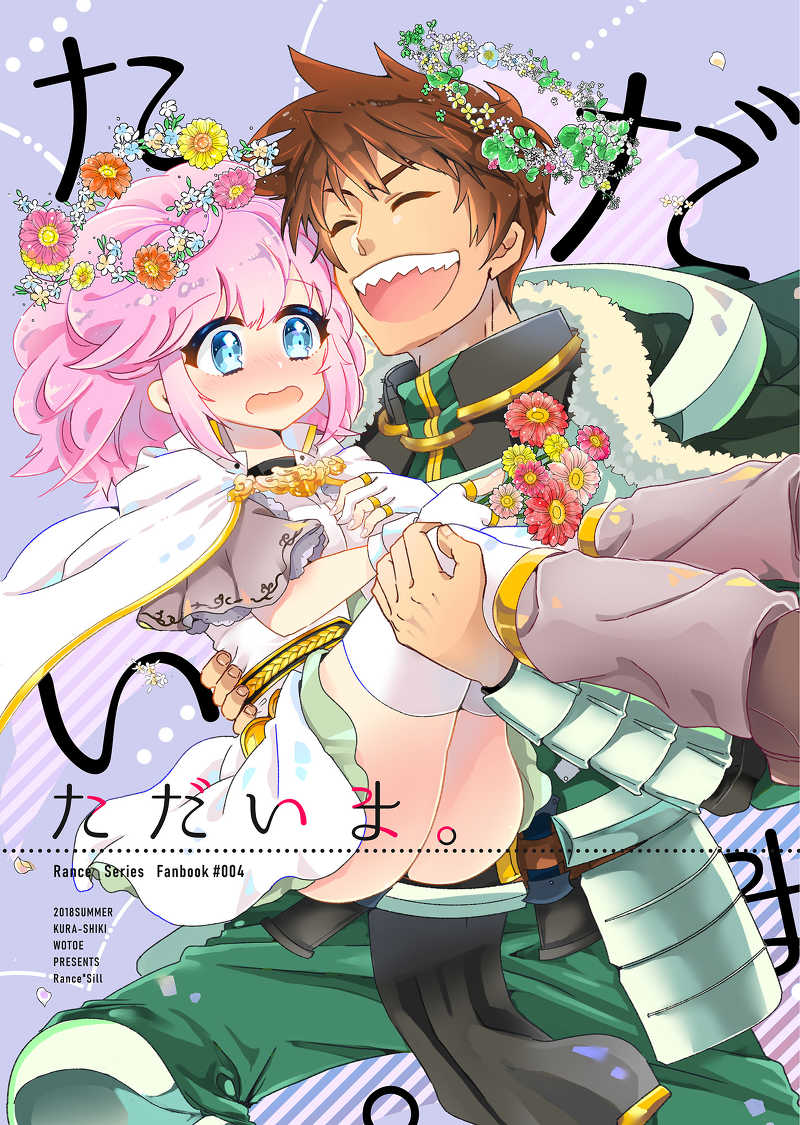 ただいま。
ただいま。
Rance Series Fanbook #004
2018SUMMER
KURA-SHIKI
WOTOE
PRESENTS
Rance*Sill